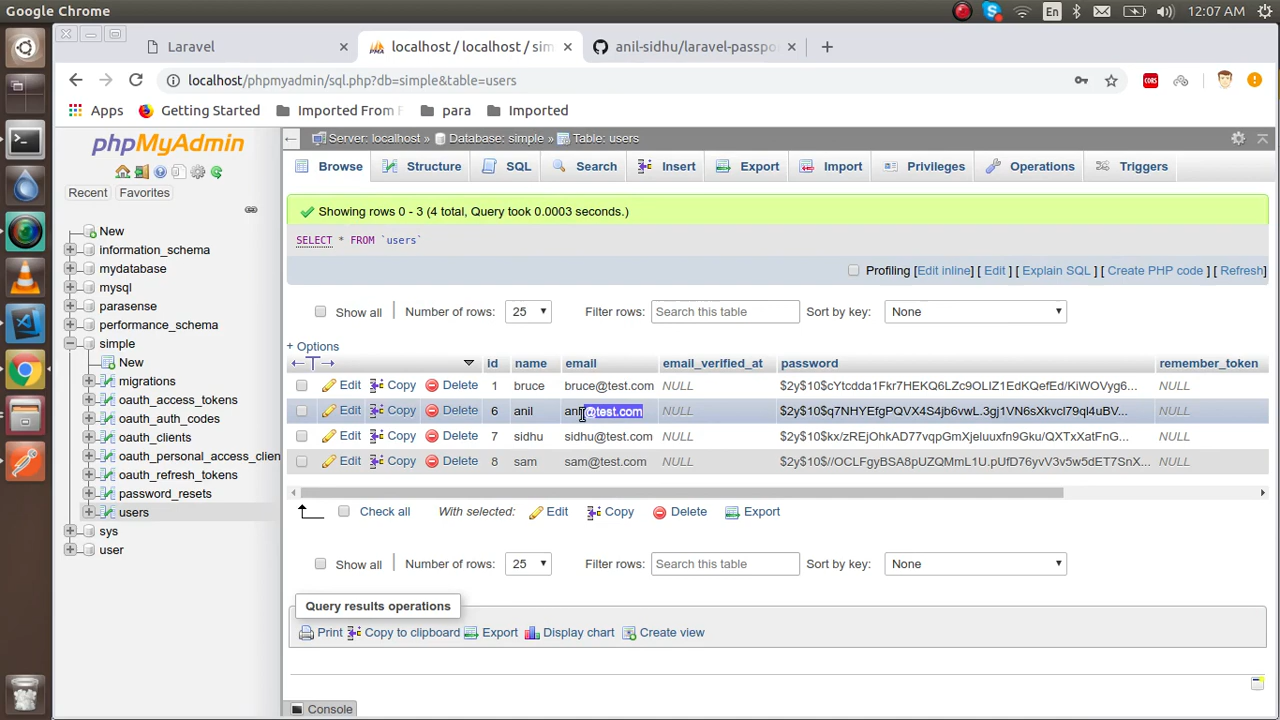 Google Chrome
En
12:07 AM
Laravel
localhost / localhost / sim
anil-sidhu/laravel-passpo
localhost/phpmyadmin/sql.php?db=simple&table=users
CORS
Apps
Getting Started
Imported From F
para
Imported
phpMyAdmin
Recent
Favorites
New
information_schema
mydatabase
mysql
parasense
performance_schema
simple
New
migrations
oauth_access_tokens
oauth_auth_codes
oauth_clients
oauth_personal_access_clien
oauth_refresh_tokens
password_resets
users
sys
user
Server: localhost » Database: simple » Table: users
Browse
Structure
SQL
Search
Insert
Export
Import
Privileges
Operations
Triggers
Showing rows 0 - 3 (4 total, Query took 0.0003 seconds.)
SELECT * FROM `users`
Profiling [Edit inline] [ Edit ] [ Explain SQL ] [ Create PHP code ] [ Refresh]
Show all
Number of rows: 25
Filter rows: Search this table
Sort by key: None
+ Options
id name email email_verified_at password remember_token
Edit Copy Delete 1 bruce bruce@test.com NULL $2y$10$cYtcdda1Fkr7HEKQ6LZc9OLIZ1EdKQefEd/KiWOVyg6... NULL
Edit Copy Delete 6 anil anil@test.com NULL $2y$10$q7NHYEfgPQVX4S4jb6vwL.3gj1VN6sXkvcl79ql4uBV... NULL
Edit Copy Delete 7 sidhu sidhu@test.com NULL $2y$10$kx/zREjOhkAD77vqpGmXjeluuxfn9Gku/QXTxXatFnG... NULL
Edit Copy Delete 8 sam sam@test.com NULL $2y$10$//OCLFgyBSA8pUZQMmL1U.pUfD76yvV3v5w5dET7SnX... NULL
Check all With selected: Edit Copy Delete Export
Show all
Number of rows: 25
Filter rows: Search this table
Sort by key: None
Query results operations
Print Copy to clipboard Export Display chart Create view
Console